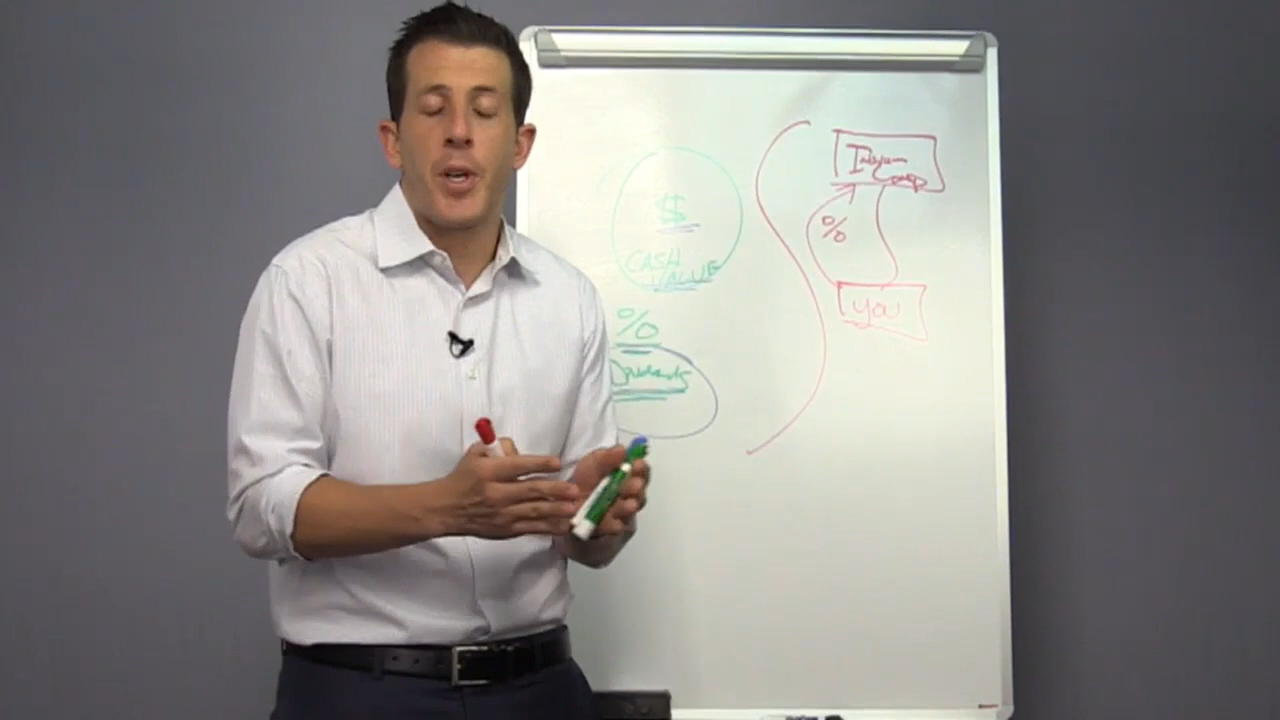 $
CASH
VALUE
%
Dividends
%
You